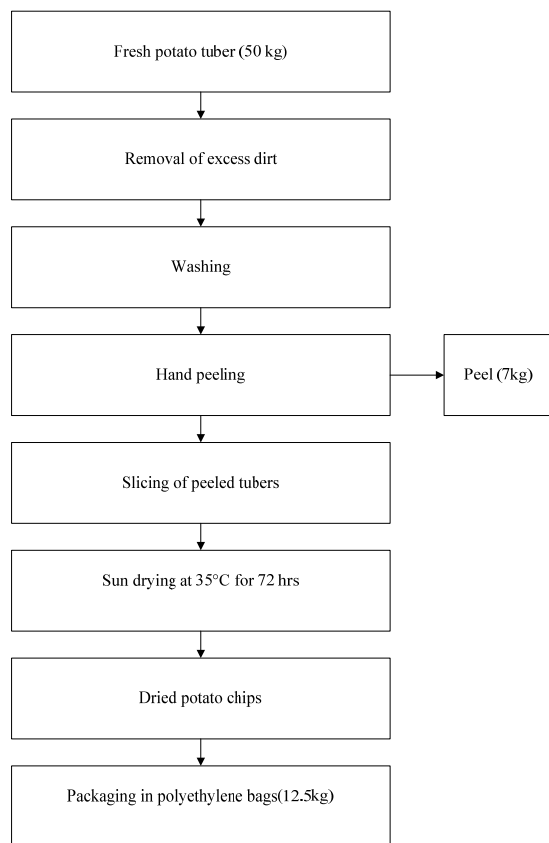 Fresh potato tuber (50 kg)
Removal of excess dirt
Washing
Hand peeling
Peel (7kg)
Slicing of peeled tubers
Sun drying at 35°C for 72 hrs
Dried potato chips
Packaging in polyethylene bags(12.5kg)